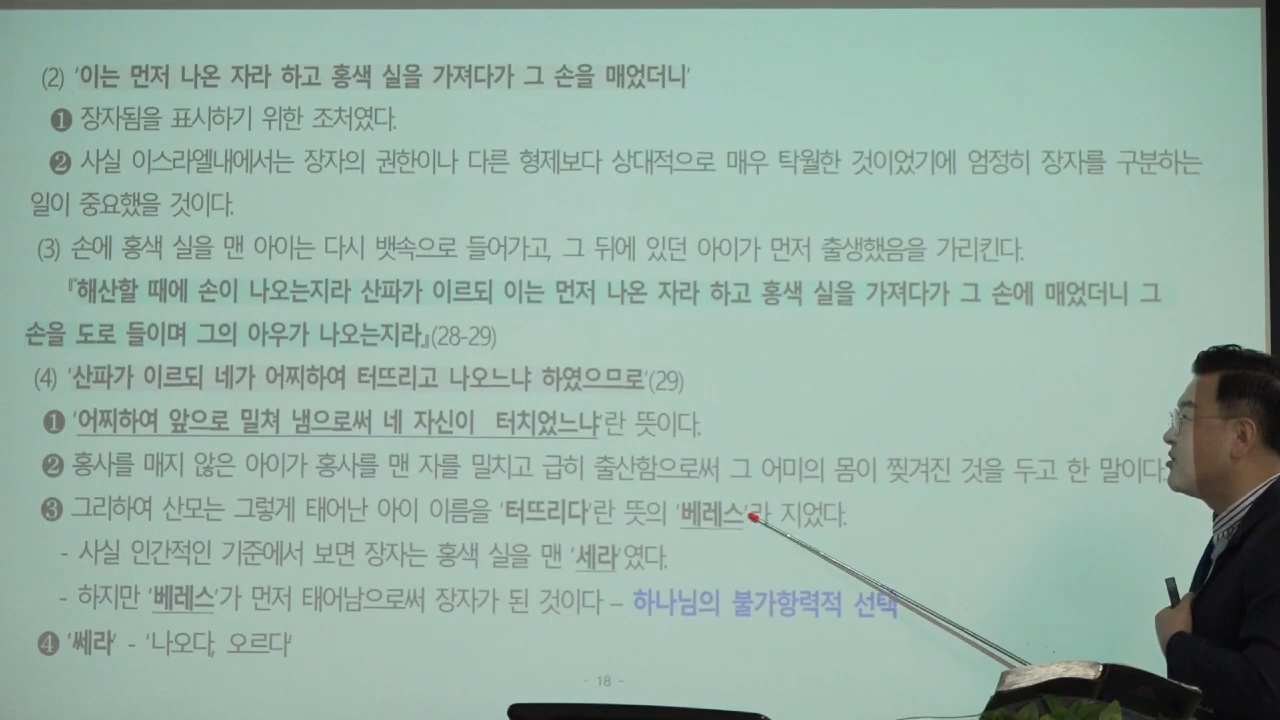 (2) '이는 먼저 나온 자라 하고 홍색 실을 가져다가 그 손을 매었더니'
❶ 장자됨을 표시하기 위한 조처였다.
❷ 사실 이스라엘내에서는 장자의 권한이나 다른 형제보다 상대적으로 매우 탁월한 것이었기에 엄정히 장자를 구분하는
일이 중요했을 것이다.
(3) 손에 홍색 실을 맨 아이는 다시 뱃속으로 들어가고, 그 뒤에 있던 아이가 먼저 출생했음을 가리킨다.
『해산할 때에 손이 나오는지라 산파가 이르되 이는 먼저 나온 자라 하고 홍색 실을 가져다가 그 손에 매었더니 그
손을 도로 들이며 그의 아우가 나오는지라』(28-29)
(4) '산파가 이르되 네가 어찌하여 터뜨리고 나오느냐 하였으므로'(29)
❶ '어찌하여 앞으로 밀쳐 냄으로써 네 자신이 터치었느냐'란 뜻이다.
❷ 홍사를 매지 않은 아이가 홍사를 맨 자를 밀치고 급히 출산함으로써 그 어미의 몸이 찢겨진 것을 두고 한 말이다.
❸ 그리하여 산모는 그렇게 태어난 아이 이름을 '터뜨리다'란 뜻의 '베레스'라 지었다.
- 사실 인간적인 기준에서 보면 장자는 홍색 실을 맨 '세라'였다.
- 하지만 '베레스'가 먼저 태어남으로써 장자가 된 것이다 – 하나님의 불가항력적 선택
❹ '쎄라' - '나오다, 오르다'
- 18 -